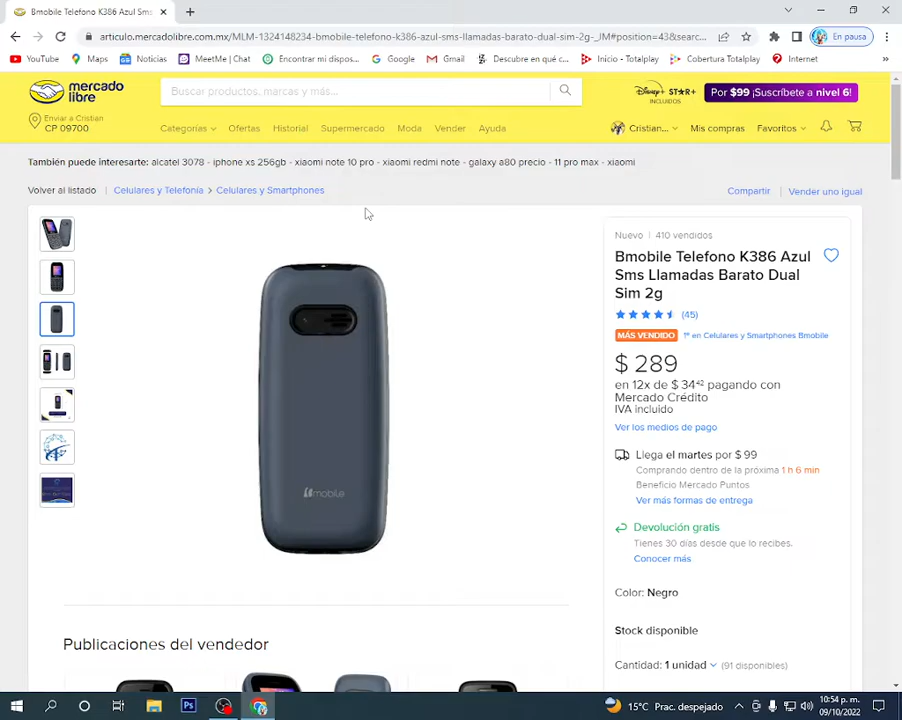 Bmobile Telefono K386 Azul Sms
articulo.mercadolibre.com.mx/MLM-1324148234-bmobile-telefono-k386-azul-sms-llamadas-barato-dual-sim-2g-_JM#position=43&searc...
En pausa
YouTube Maps Noticias MeetMe | Chat Encontrar mi dispos... Google Gmail Descubre en qué c... Inicio - Totalplay Cobertura Totalplay Internet »
mercado
libre
Buscar productos, marcas y más...
Disney+ STAR+
INCLUIDOS
Por $99 ¡Suscríbete a nivel 6!
Enviar a Cristian
CP 09700
Categorías Ofertas Historial Supermercado Moda Vender Ayuda
Cristian... Mis compras Favoritos
También puede interesarte: alcatel 3078 - iphone xs 256gb - xiaomi note 10 pro - xiaomi redmi note - galaxy a80 precio - 11 pro max - xiaomi
Volver al listado | Celulares y Telefonía > Celulares y Smartphones
Compartir | Vender uno igual
Nuevo | 410 vendidos
Bmobile Telefono K386 Azul
Sms Llamadas Barato Dual
Sim 2g
(45)
MÁS VENDIDO 1º en Celulares y Smartphones Bmobile
$ 289
en 12x de $ 34⁴² pagando con
Mercado Crédito
IVA incluido
Ver los medios de pago
Llega el martes por $ 99
Comprando dentro de la próxima 1 h 6 min
Beneficio Mercado Puntos
Ver más formas de entrega
Devolución gratis
Tienes 30 días desde que lo recibes.
Conocer más
Color: Negro
Stock disponible
Cantidad: 1 unidad (91 disponibles)
bmobile
Publicaciones del vendedor
15°C Prac. despejado
10:54 p. m.
09/10/2022